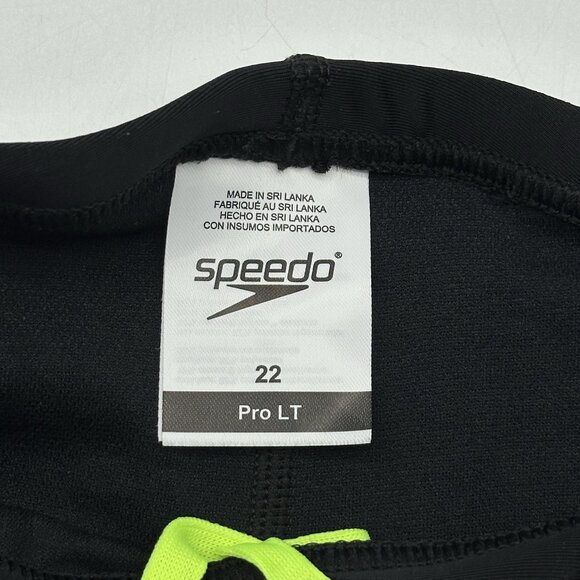 MADE IN SRI LANKA
FABRIQUÉ AU SRI LANKA
HECHO EN SRI LANKA
CON INSUMOS IMPORTADOS
speedo®
22
Pro LT